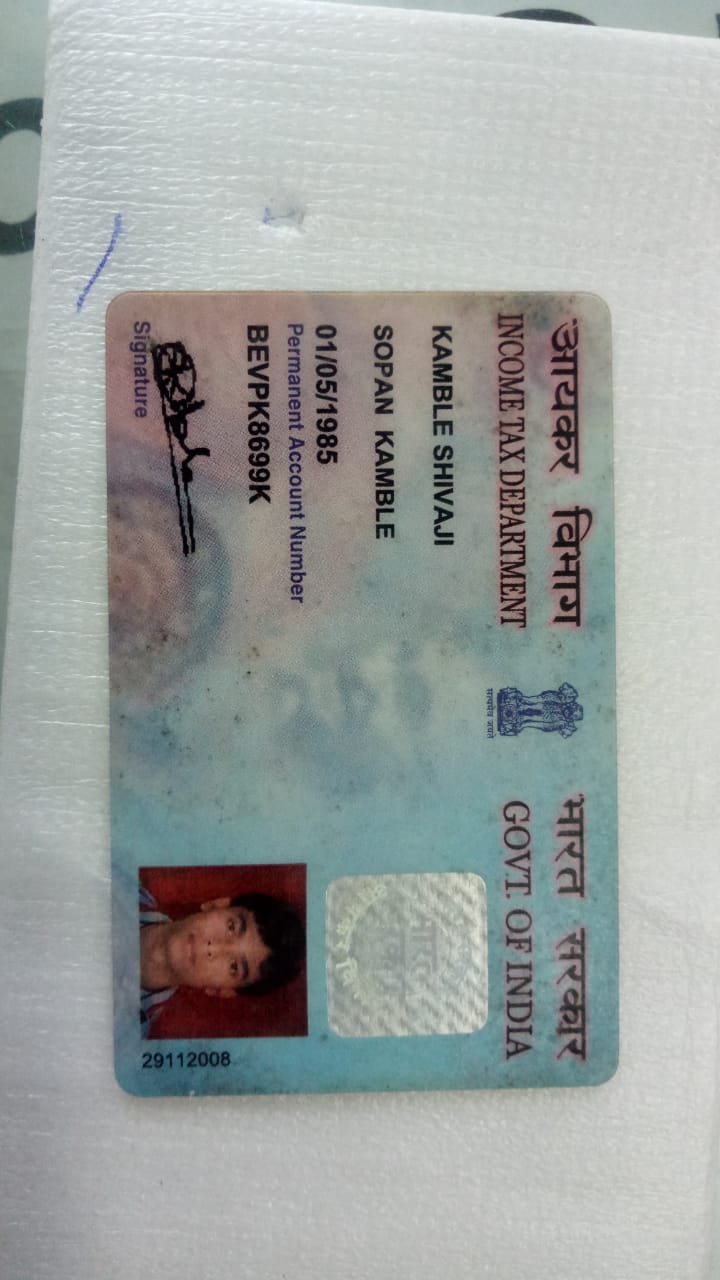 आयकर विभाग
INCOME TAX DEPARTMENT
सत्यमेव जयते
भारत सरकार
GOVT. OF INDIA
KAMBLE SHIVAJI
SOPAN KAMBLE
01/05/1985
Permanent Account Number
BEVPK8699K
Signature
29112008